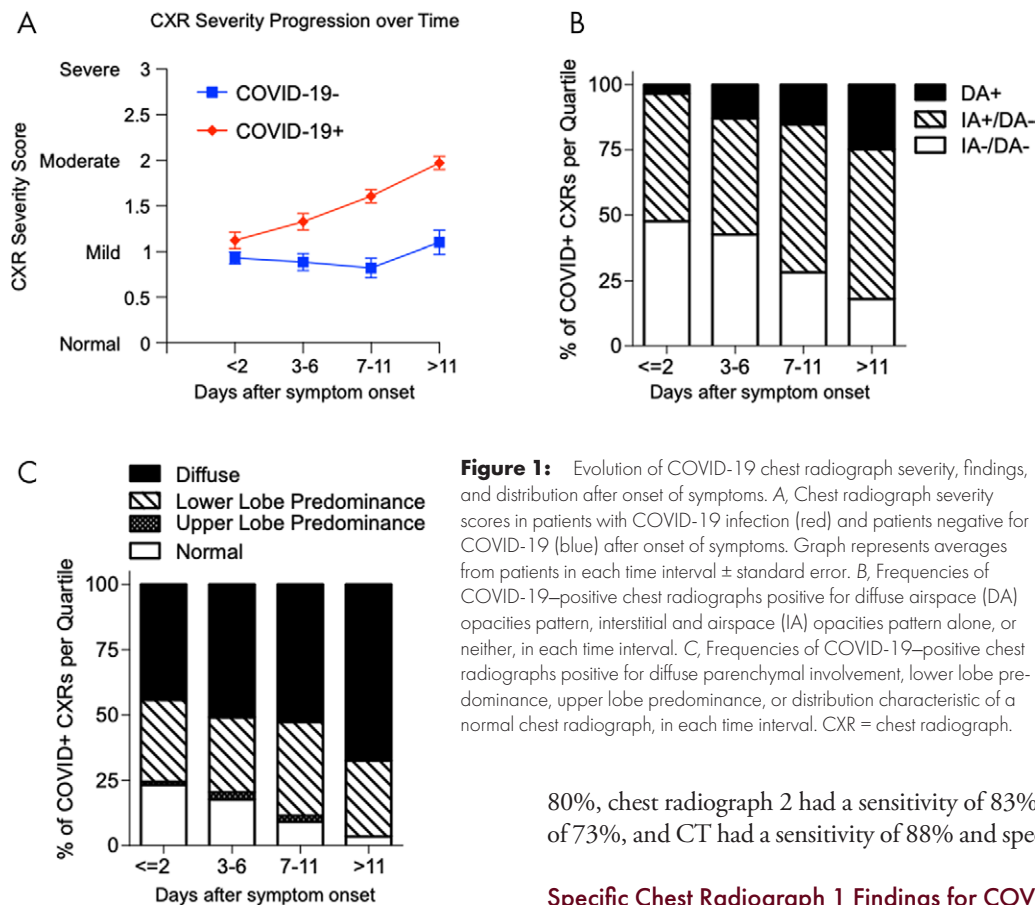 A
CXR Severity Progression over Time
Severe
Moderate
Mild
Normal
CXR Severity Score
3
2.5
2
1.5
1
0.5
0
COVID-19-
COVID-19+
<2
3-6
7-11
>11
Days after symptom onset
B
% of COVID+ CXRs per Quartile
100
75
50
25
0
DA+
IA+/DA-
IA-/DA-
<=2
3-6
7-11
>11
Days after symptom onset
C
Diffuse
Lower Lobe Predominance
Upper Lobe Predominance
Normal
% of COVID+ CXRs per Quartile
100
75
50
25
0
<=2
3-6
7-11
>11
Days after symptom onset
Figure 1: Evolution of COVID-19 chest radiograph severity, findings,
and distribution after onset of symptoms. A, Chest radiograph severity
scores in patients with COVID-19 infection (red) and patients negative for
COVID-19 (blue) after onset of symptoms. Graph represents averages
from patients in each time interval ± standard error. B, Frequencies of
COVID-19–positive chest radiographs positive for diffuse airspace (DA)
opacities pattern, interstitial and airspace (IA) opacities pattern alone, or
neither, in each time interval. C, Frequencies of COVID-19–positive chest
radiographs positive for diffuse parenchymal involvement, lower lobe pre-
dominance, upper lobe predominance, or distribution characteristic of a
normal chest radiograph, in each time interval. CXR = chest radiograph.
80%, chest radiograph 2 had a sensitivity of 83%
of 73%, and CT had a sensitivity of 88% and spe
Specific Chest Radiograph 1 Findings for COV